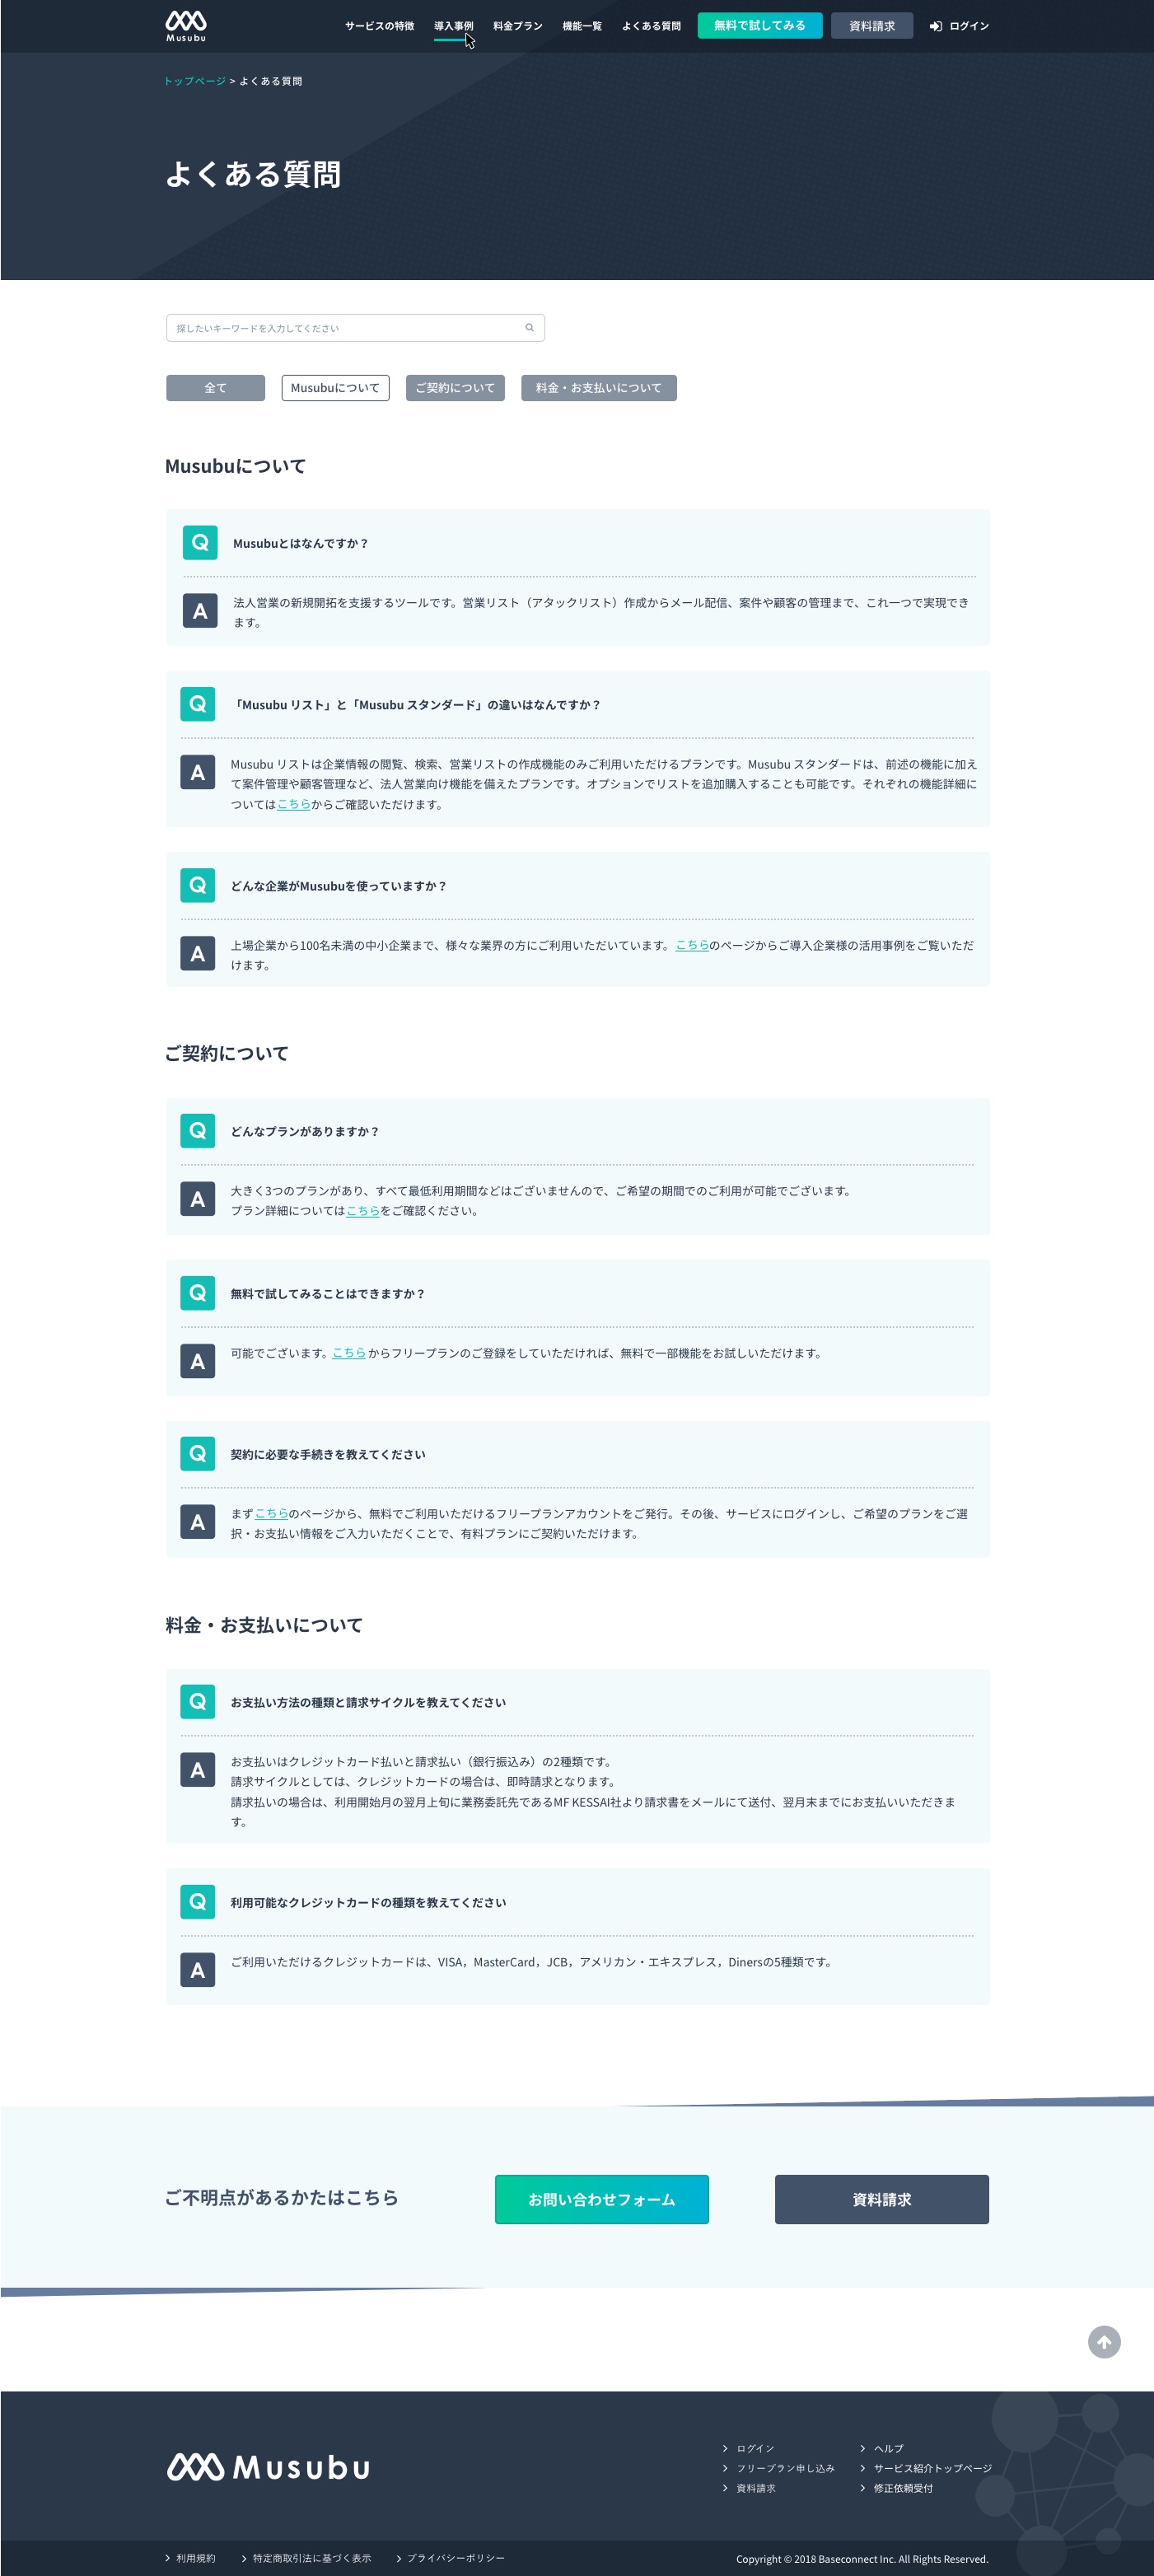 Musubu
サービスの特徴 導入事例 料金プラン 機能一覧 よくある質問 無料で試してみる 資料請求 ログイン
トップページ > よくある質問
よくある質問
探したいキーワードを入力してください
全て Musubuについて ご契約について 料金・お支払いについて
Musubuについて
Q Musubuとはなんですか？
A 法人営業の新規開拓を支援するツールです。営業リスト（アタックリスト）作成からメール配信、案件や顧客の管理まで、これ一つで実現でき
ます。
Q 「Musubu リスト」と「Musubu スタンダード」の違いはなんですか？
A Musubu リストは企業情報の閲覧、検索、営業リストの作成機能のみご利用いただけるプランです。Musubu スタンダードは、前述の機能に加え
て案件管理や顧客管理など、法人営業向け機能を備えたプランです。オプションでリストを追加購入することも可能です。それぞれの機能詳細に
ついてはこちらからご確認いただけます。
Q どんな企業がMusubuを使っていますか？
A 上場企業から100名未満の中小企業まで、様々な業界の方にご利用いただいています。こちらのページからご導入企業様の活用事例をご覧いただ
けます。
ご契約について
Q どんなプランがありますか？
A 大きく3つのプランがあり、すべて最低利用期間などはございませんので、ご希望の期間でのご利用が可能でございます。
プラン詳細についてはこちらをご確認ください。
Q 無料で試してみることはできますか？
A 可能でございます。こちら からフリープランのご登録をしていただければ、無料で一部機能をお試しいただけます。
Q 契約に必要な手続きを教えてください
A まずこちらのページから、無料でご利用いただけるフリープランアカウントをご発行。その後、サービスにログインし、ご希望のプランをご選
択・お支払い情報をご入力いただくことで、有料プランにご契約いただけます。
料金・お支払いについて
Q お支払い方法の種類と請求サイクルを教えてください
A お支払いはクレジットカード払いと請求払い（銀行振込み）の2種類です。
請求サイクルとしては、クレジットカードの場合は、即時請求となります。
請求払いの場合は、利用開始月の翌月上旬に業務委託先であるMF KESSAI社より請求書をメールにて送付、翌月末までにお支払いいただきま
す。
Q 利用可能なクレジットカードの種類を教えてください
A ご利用いただけるクレジットカードは、VISA，MasterCard，JCB，アメリカン・エキスプレス，Dinersの5種類です。
ご不明点があるかたはこちら お問い合わせフォーム 資料請求
Musubu
ログイン ヘルプ
フリープラン申し込み サービス紹介トップページ
資料請求 修正依頼受付
利用規約 特定商取引法に基づく表示 プライバシーポリシー Copyright © 2018 Baseconnect Inc. All Rights Reserved.